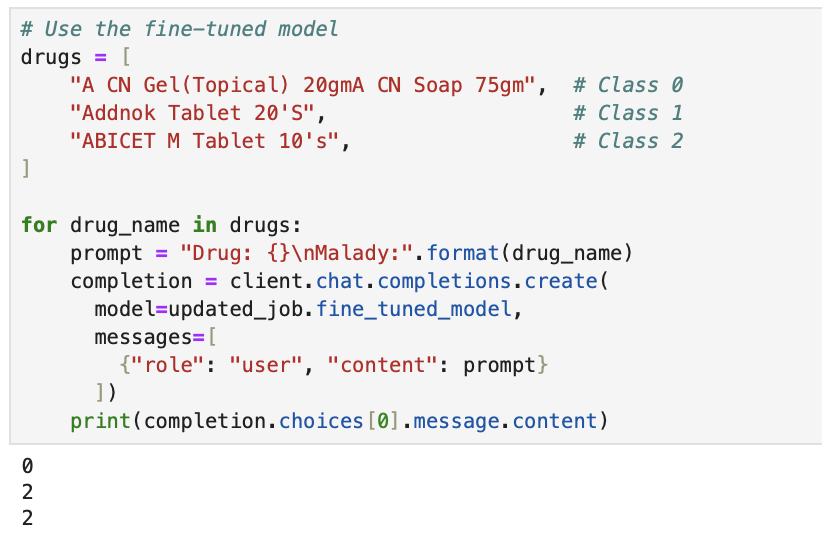 # Use the fine-tuned model
drugs = [
    "A CN Gel(Topical) 20gmA CN Soap 75gm",  # Class 0
    "Addnok Tablet 20'S",                    # Class 1
    "ABICET M Tablet 10's",                  # Class 2
]

for drug_name in drugs:
    prompt = "Drug: {}\nMalady:".format(drug_name)
    completion = client.chat.completions.create(
      model=updated_job.fine_tuned_model,
      messages=[
        {"role": "user", "content": prompt}
      ])
    print(completion.choices[0].message.content)
0
2
2